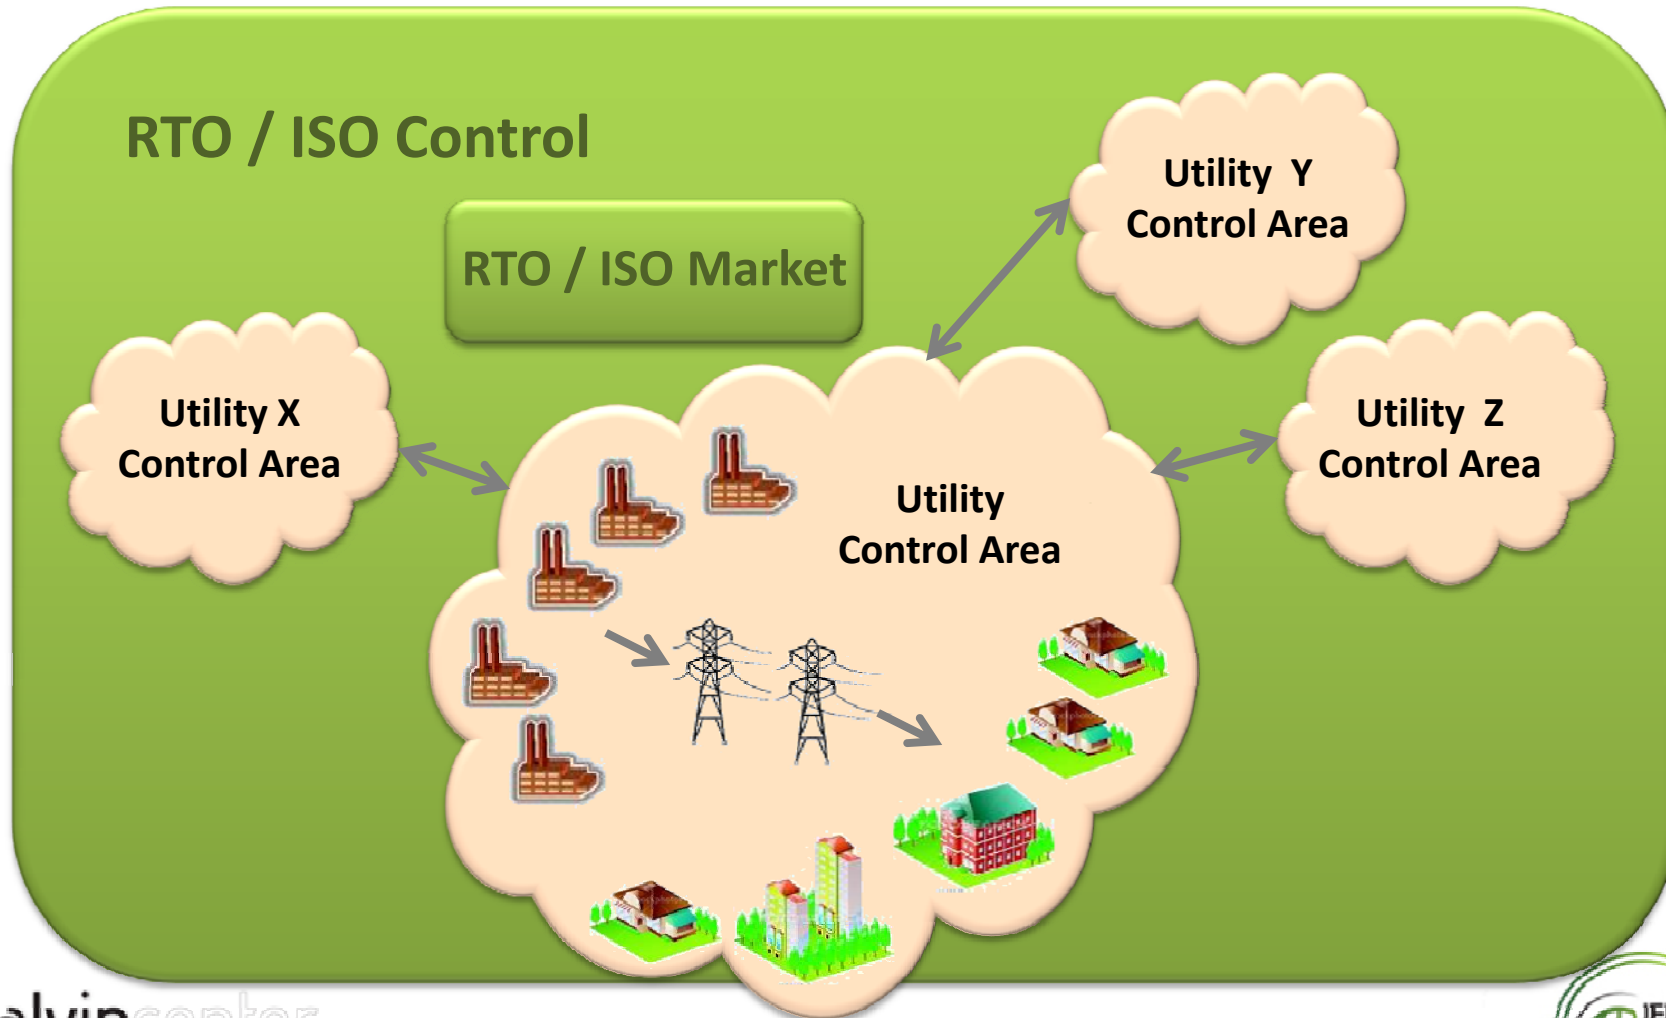 RTO / ISO Control
RTO / ISO Market
Utility Y
Control Area
Utility X
Control Area
Utility Z
Control Area
Utility
Control Area